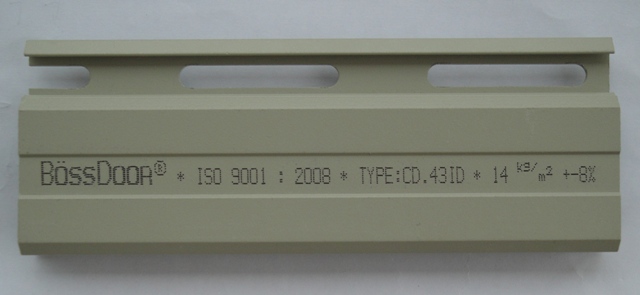 BössDoor® * ISO 9001 : 2008 * TYPE:CD.43ID * 14 kg/m² +-8%